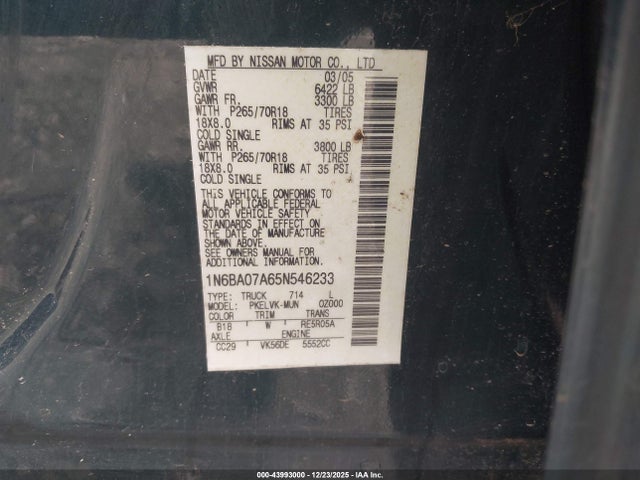 MFD BY NISSAN MOTOR CO., LTD
DATE 03/05
GVWR 6422 LB
GAWR FR. 3300 LB
WITH P265/70R18 TIRES
18X8.0 RIMS AT 35 PSI
COLD SINGLE
GAWR RR. 3800 LB
WITH P265/70R18 TIRES
18X8.0 RIMS AT 35 PSI
COLD SINGLE
THIS VEHICLE CONFORMS TO
ALL APPLICABLE FEDERAL
MOTOR VEHICLE SAFETY
STANDARDS IN EFFECT ON
THE DATE OF MANUFACTURE
SHOWN ABOVE.
SEE OWNERS MANUAL FOR
ADDITIONAL INFORMATION.
1N6BA07A65N546233
TYPE: TRUCK 714 L
MODEL: PKELVK-MUN 0Z000
COLOR TRIM TRANS
B18 W RE5R05A
AXLE ENGINE
CC29 VK56DE 5552CC
000-43993000 - 12/23/2025 - IAA Inc.